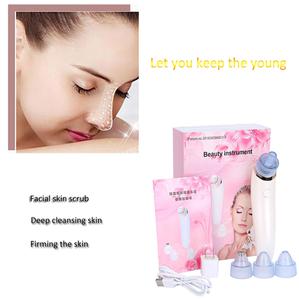 Let you keep the young
Beauty instrument
Facial skin scrub
Deep cleansing skin
Firming the skin